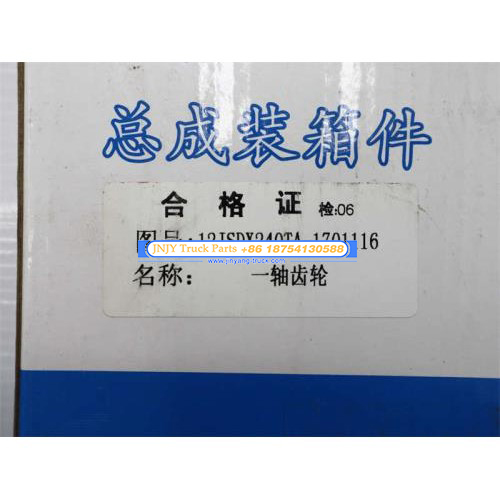 总成装箱件
合格证 检:06
图号:12JSDX240TA-1701116
JNJY Truck Parts +86 18754130588
www.jinyang-truck.com
名称: 一轴齿轮